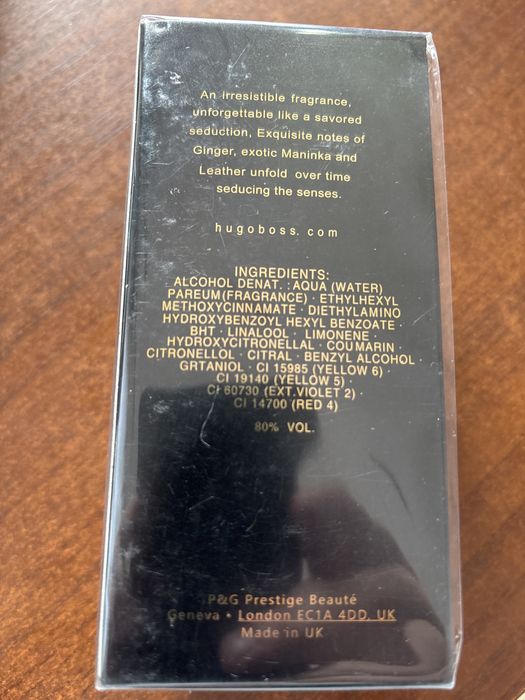 An irresistible fragrance,
unforgettable like a savored
seduction, Exquisite notes of
Ginger, exotic Maninka and
Leather unfold over time
seducing the senses.
hugoboss. com
INGREDIENTS:
ALCOHOL DENAT. : AQUA (WATER)
PAREUM(FRAGRANCE) · ETHYLHEXYL
METHOXYCINNAMATE · DIETHYLAMINO
HYDROXYBENZOYL HEXYL BENZOATE ·
BHT · LINALOOL · LIMONENE ·
HYDROXYCITRONELLAL · COUMARIN ·
CITRONELLOL · CITRAL · BENZYL ALCOHOL ·
GRTANIOL · CI 15985 (YELLOW 6) ·
CI 19140 (YELLOW 5) ·
CI 60730 (EXT.VIOLET 2) ·
CI 14700 (RED 4)
80% VOL.
P&G Prestige Beauté
Geneva • London EC1A 4DD, UK
Made in UK